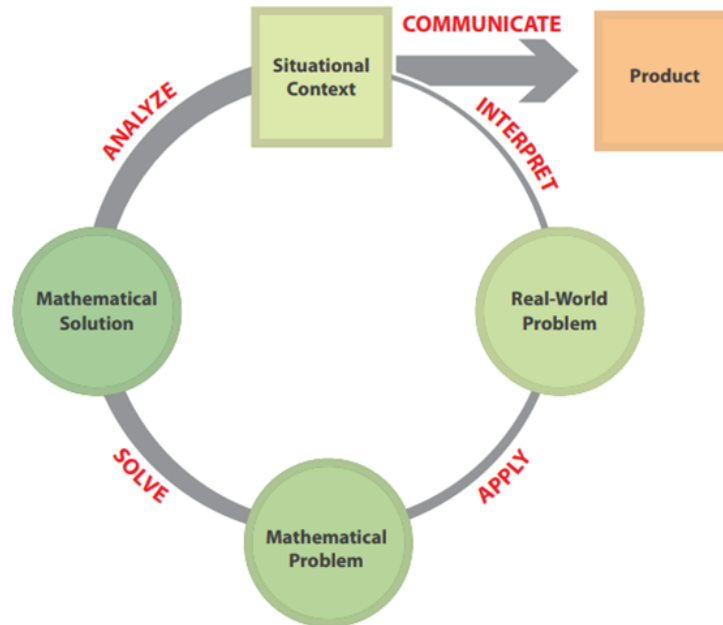 COMMUNICATE
Situational
Context
Product
ANALYZE
INTERPRET
Mathematical
Solution
Real-World
Problem
SOLVE
APPLY
Mathematical
Problem